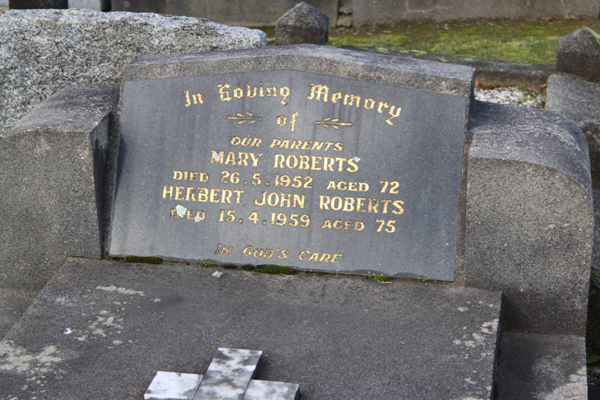 In Loving Memory
of
OUR PARENTS
MARY ROBERTS
DIED 26.5.1952 AGED 72
HELBERT JOHN ROBERTS
DIED 15.4.1959 AGED 75
IN GOD'S CARE